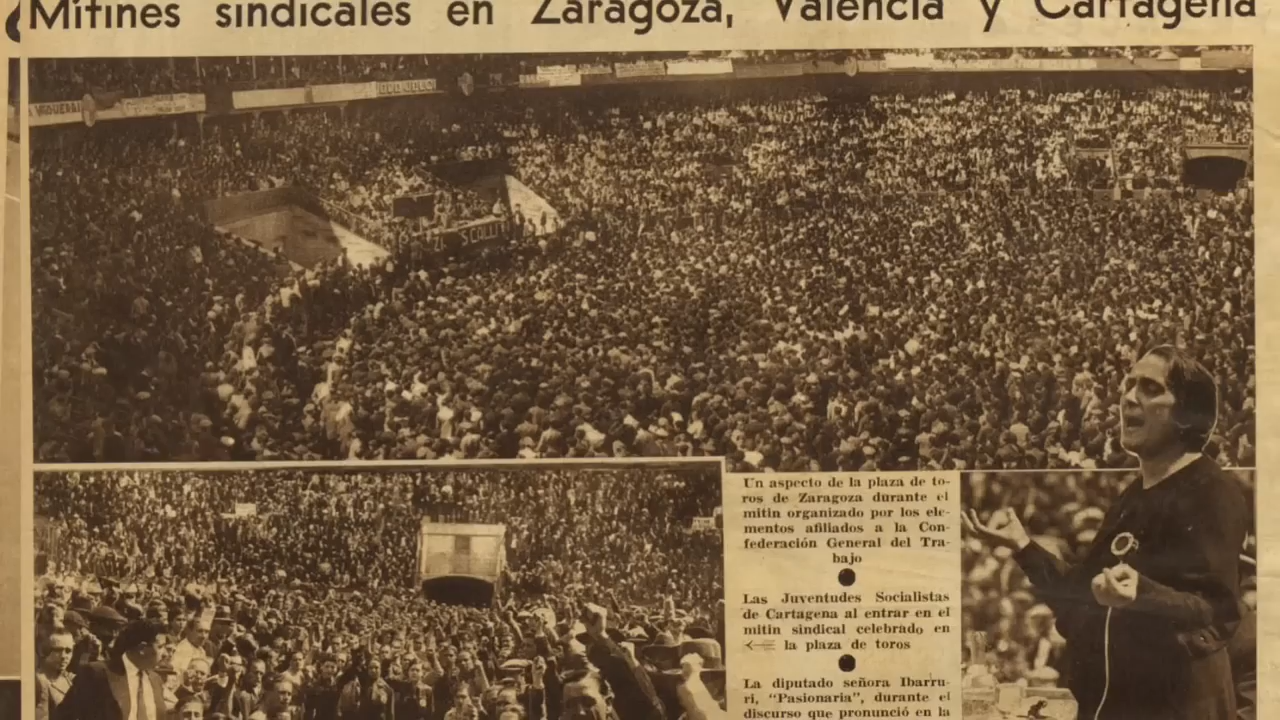 Mítines sindicales en Zaragoza, Valencia y Cartagena
Un aspecto de la plaza de to-
ros de Zaragoza durante el
mitin organizado por los ele-
mentos afiliados a la Con-
federación General del Tra-
bajo
Las Juventudes Socialistas
de Cartagena al entrar en el
mitin sindical celebrado en
la plaza de toros
La diputado señora Ibarru-
ri, "Pasionaria", durante el
discurso que pronunció en la